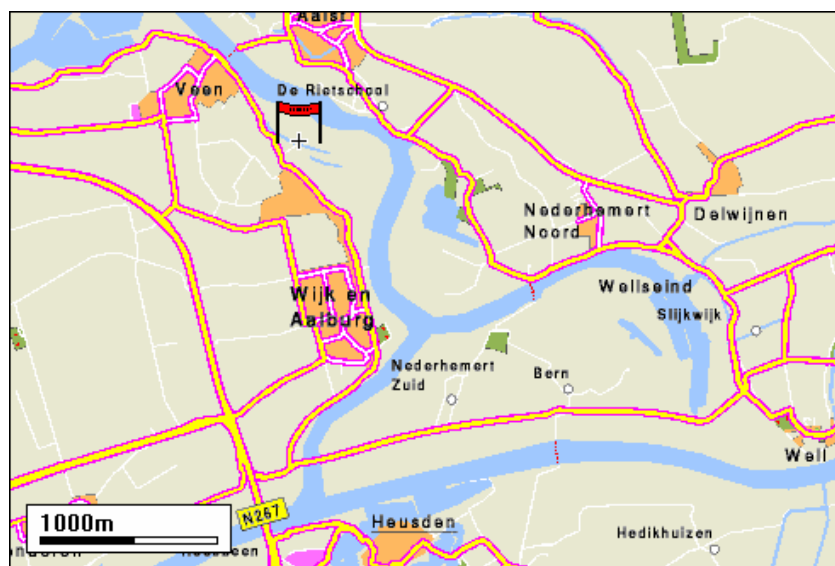 Aalst
De Rietschool
Veen
Nederhemert
Noord
Delwijnen
Wellseind
Slijkwijk
Wijk en
Aalburg
Nederhemert
Zuid
Bern
Well
N267
1000m
Heusden
Hedikhuizen